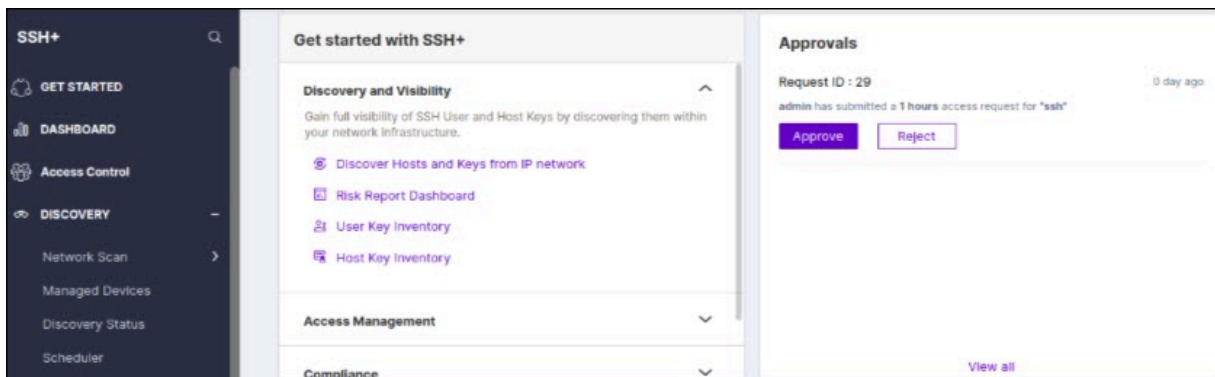 SSH+
GET STARTED
DASHBOARD
Access Control
DISCOVERY
Network Scan
Managed Devices
Discovery Status
Scheduler
Get started with SSH+
Discovery and Visibility
Gain full visibility of SSH User and Host Keys by discovering them within
your network infrastructure.
Discover Hosts and Keys from IP network
Risk Report Dashboard
User Key Inventory
Host Key Inventory
Access Management
Compliance
Approvals
Request ID : 29
0 day ago
admin has submitted a 1 hours access request for "ssh"
Approve
Reject
View all